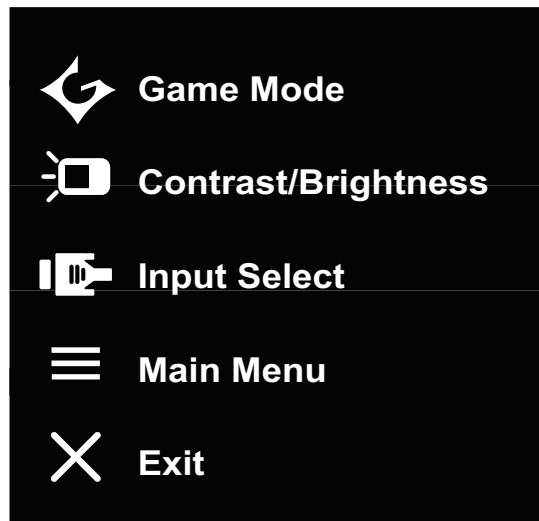 Game Mode
Contrast/Brightness
Input Select
Main Menu
Exit